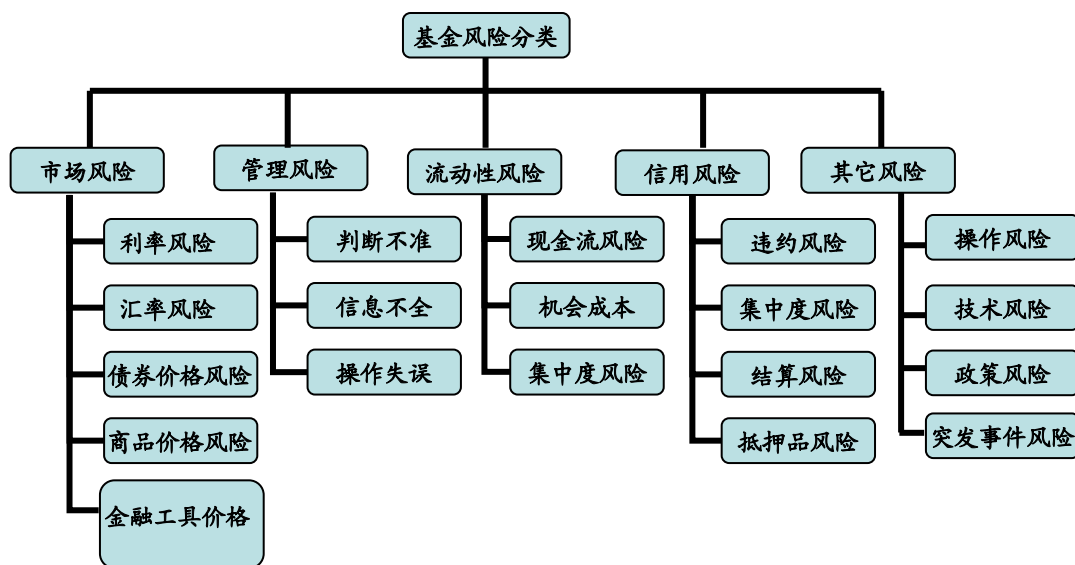 基金风险分类
市场风险
利率风险
汇率风险
债券价格风险
商品价格风险
金融工具价格
管理风险
判断不准
信息不全
操作失误
流动性风险
现金流风险
机会成本
集中度风险
信用风险
违约风险
集中度风险
结算风险
抵押品风险
其它风险
操作风险
技术风险
政策风险
突发事件风险